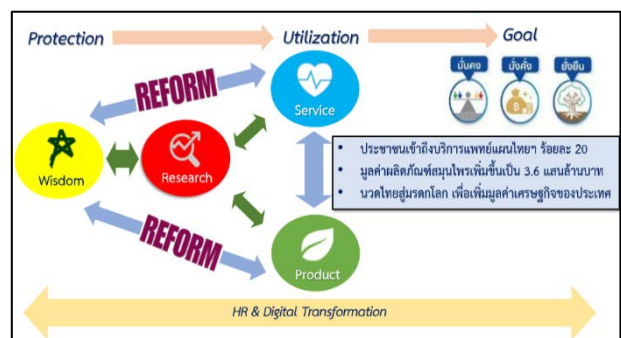 Protection
Utilization
Goal
REFORM
Service
มั่นคง
มั่งคั่ง
ยั่งยืน
Wisdom
Research
• ประชาชนเข้าถึงบริการแพทย์แผนไทยฯ ร้อยละ 20
• มูลค่าผลิตภัณฑ์สมุนไพรเพิ่มขึ้นเป็น 3.6 แสนล้านบาท
• นวดไทยสู่มรดกโลก เพื่อเพิ่มมูลค่าเศรษฐกิจของประเทศ
REFORM
Product
HR & Digital Transformation